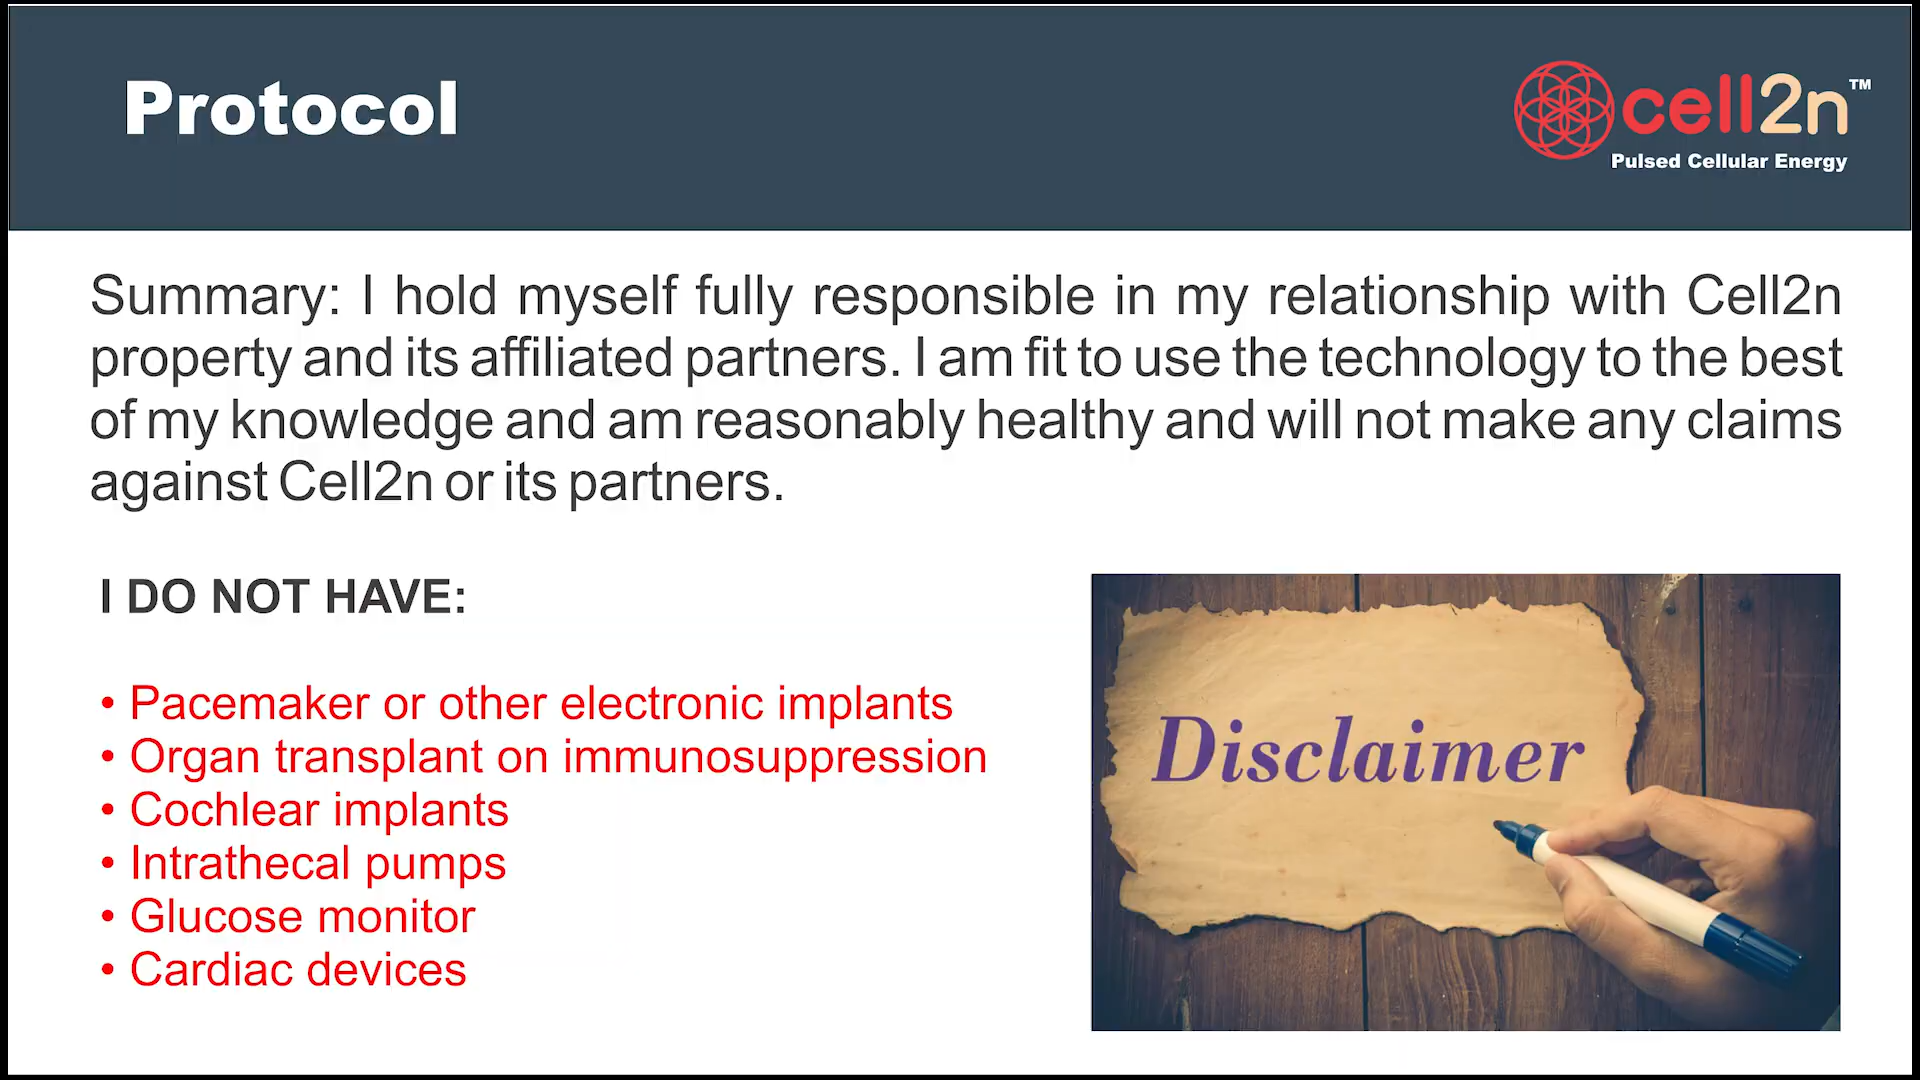 Protocol
cell2n™
Pulsed Cellular Energy
Summary: I hold myself fully responsible in my relationship with Cell2n
property and its affiliated partners. I am fit to use the technology to the best
of my knowledge and am reasonably healthy and will not make any claims
against Cell2n or its partners.
I DO NOT HAVE:
• Pacemaker or other electronic implants
• Organ transplant on immunosuppression
• Cochlear implants
• Intrathecal pumps
• Glucose monitor
• Cardiac devices
Disclaimer